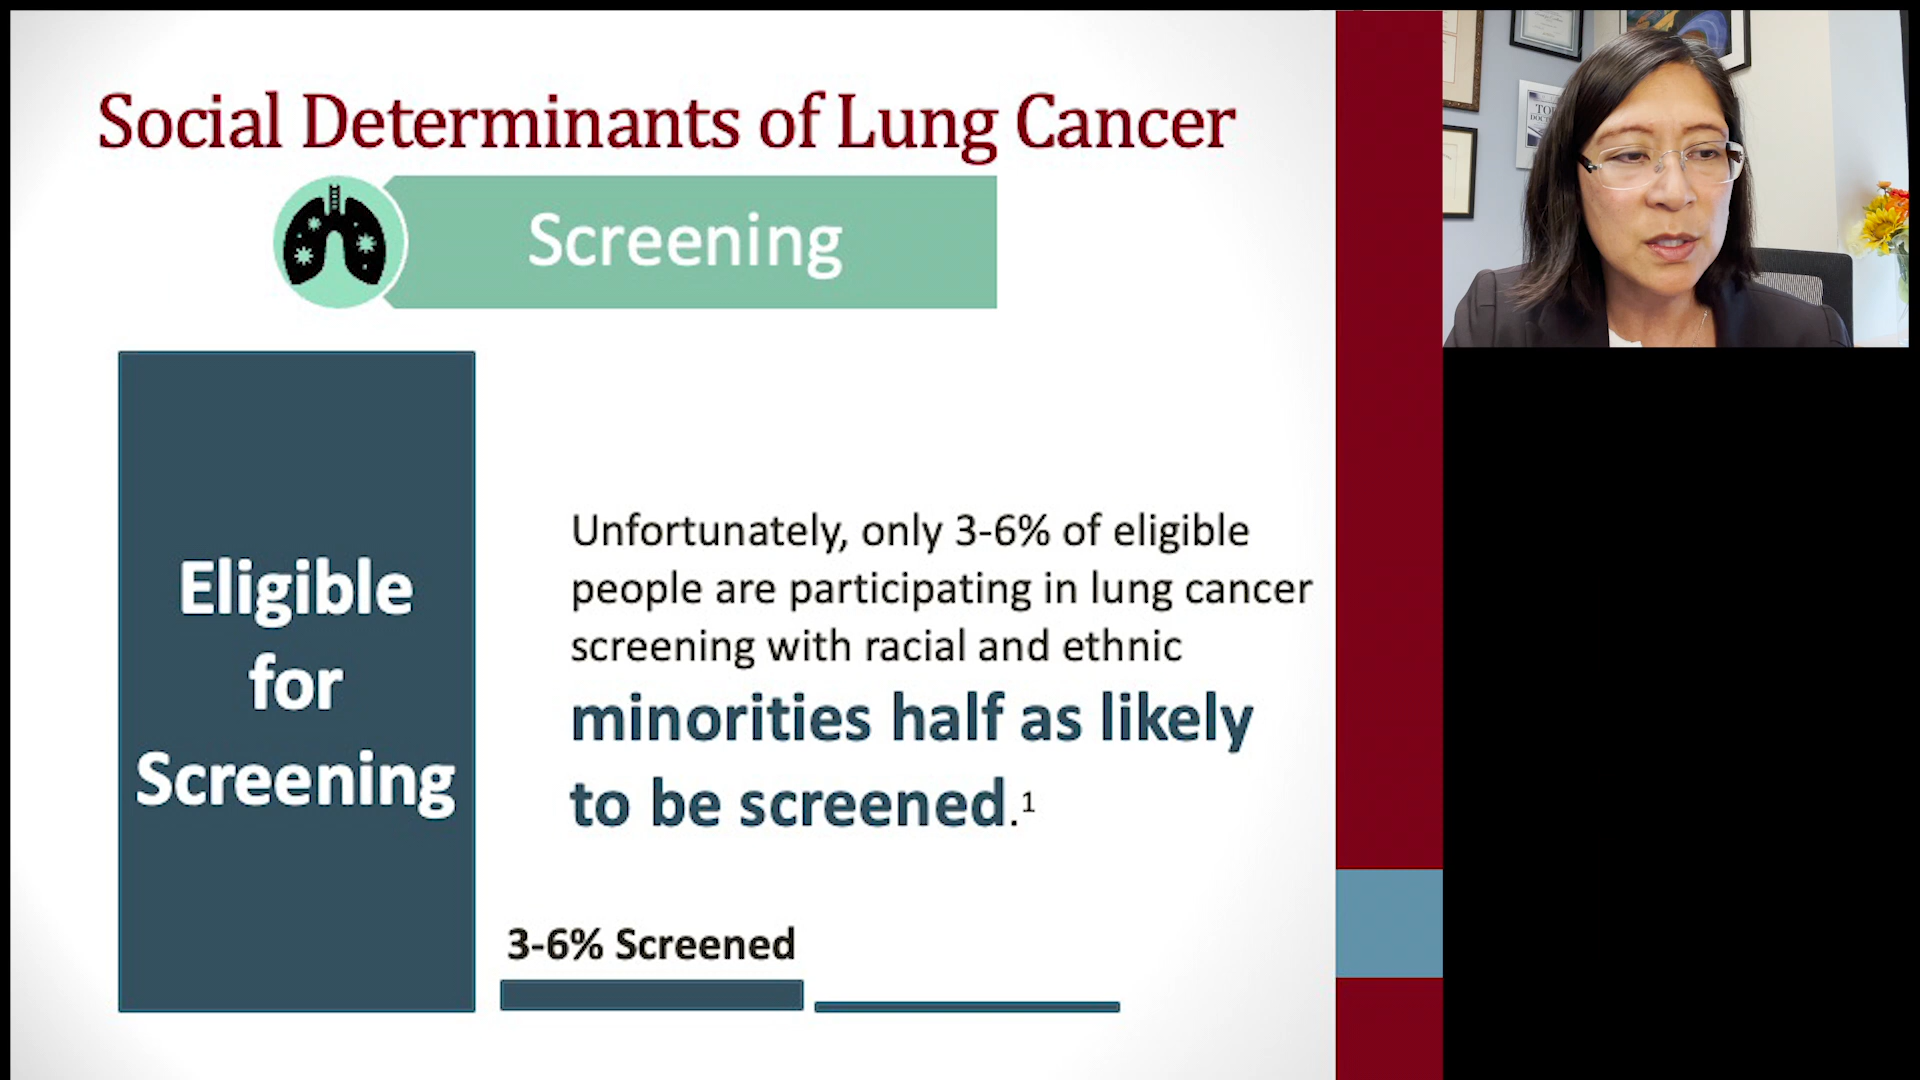 Social Determinants of Lung Cancer
Screening
Eligible
for
Screening
Unfortunately, only 3-6% of eligible
people are participating in lung cancer
screening with racial and ethnic
minorities half as likely
to be screened.¹
3-6% Screened